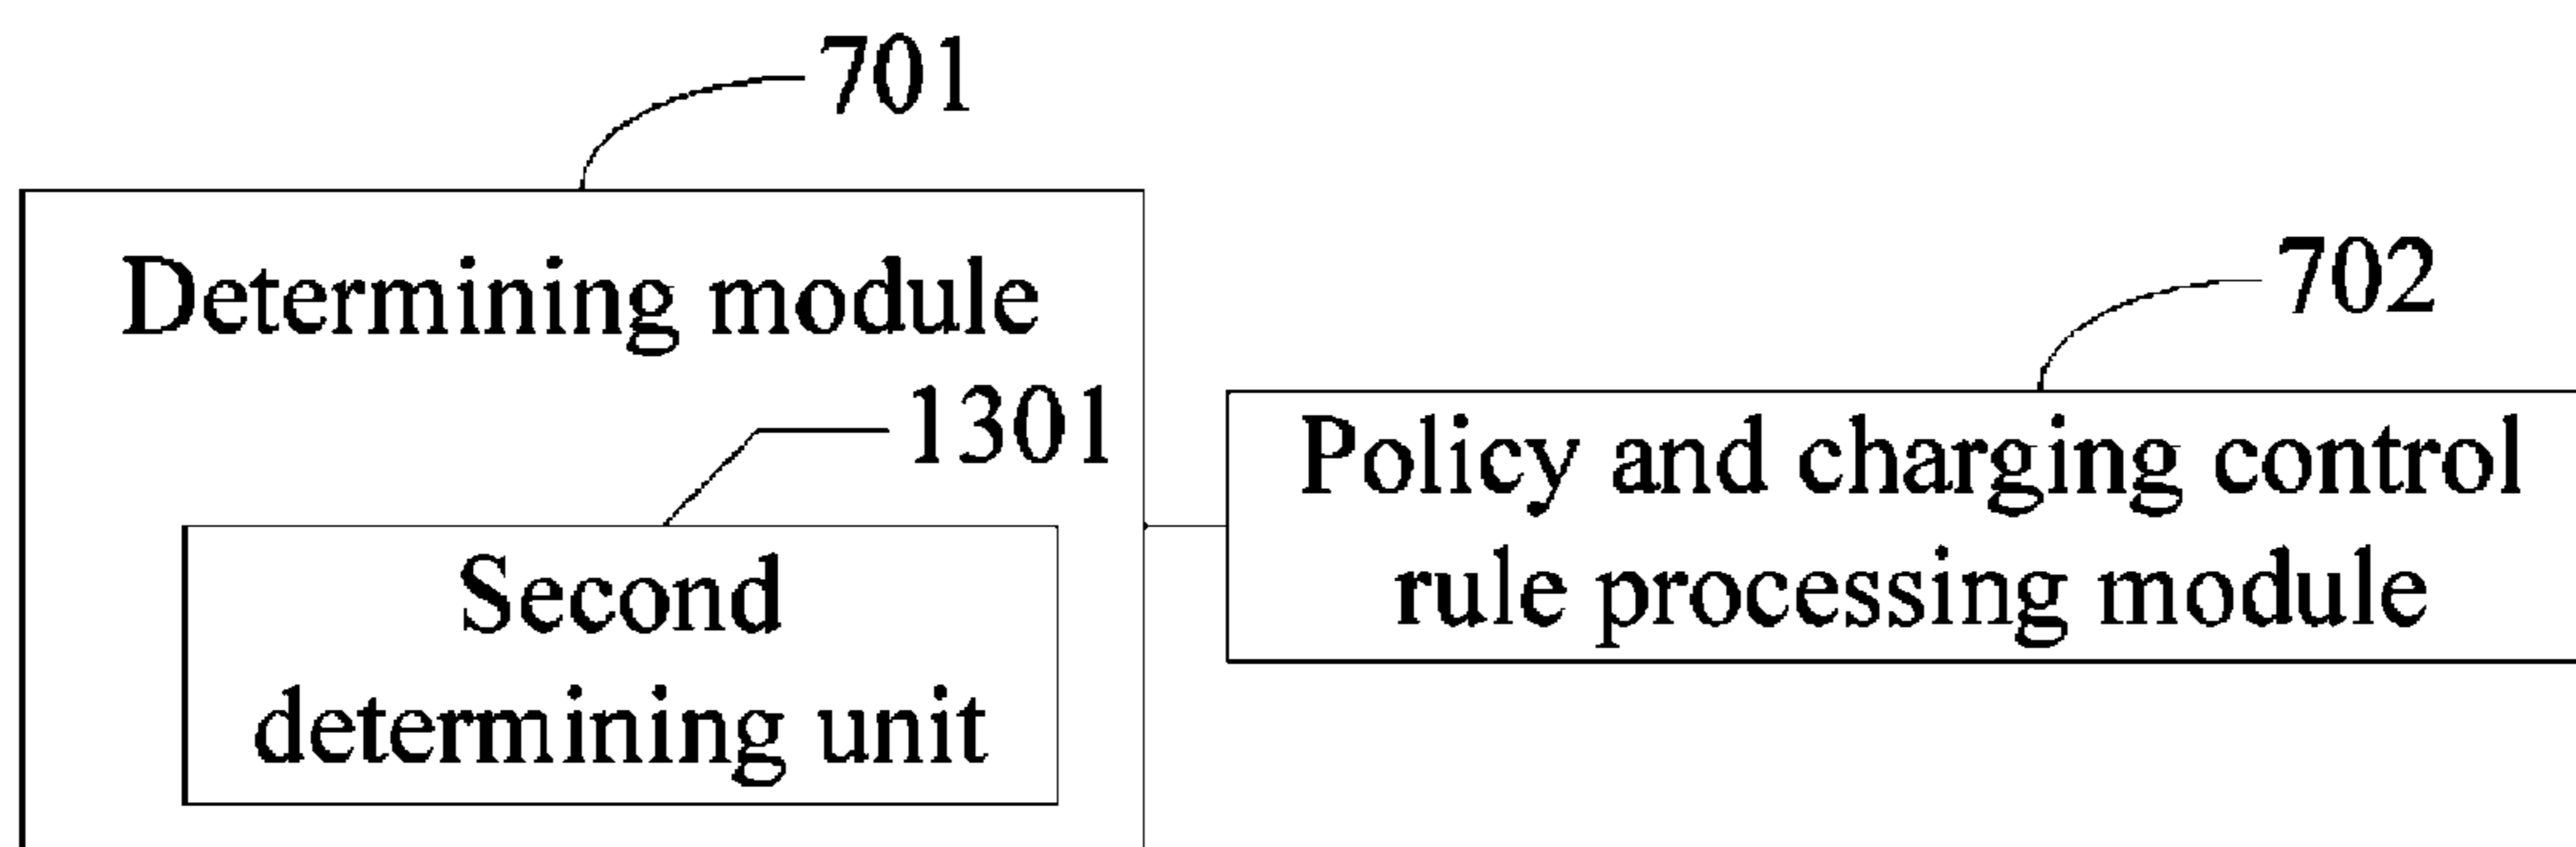 701
Determining module
1301
Second
determining unit
702
Policy and charging control
rule processing module